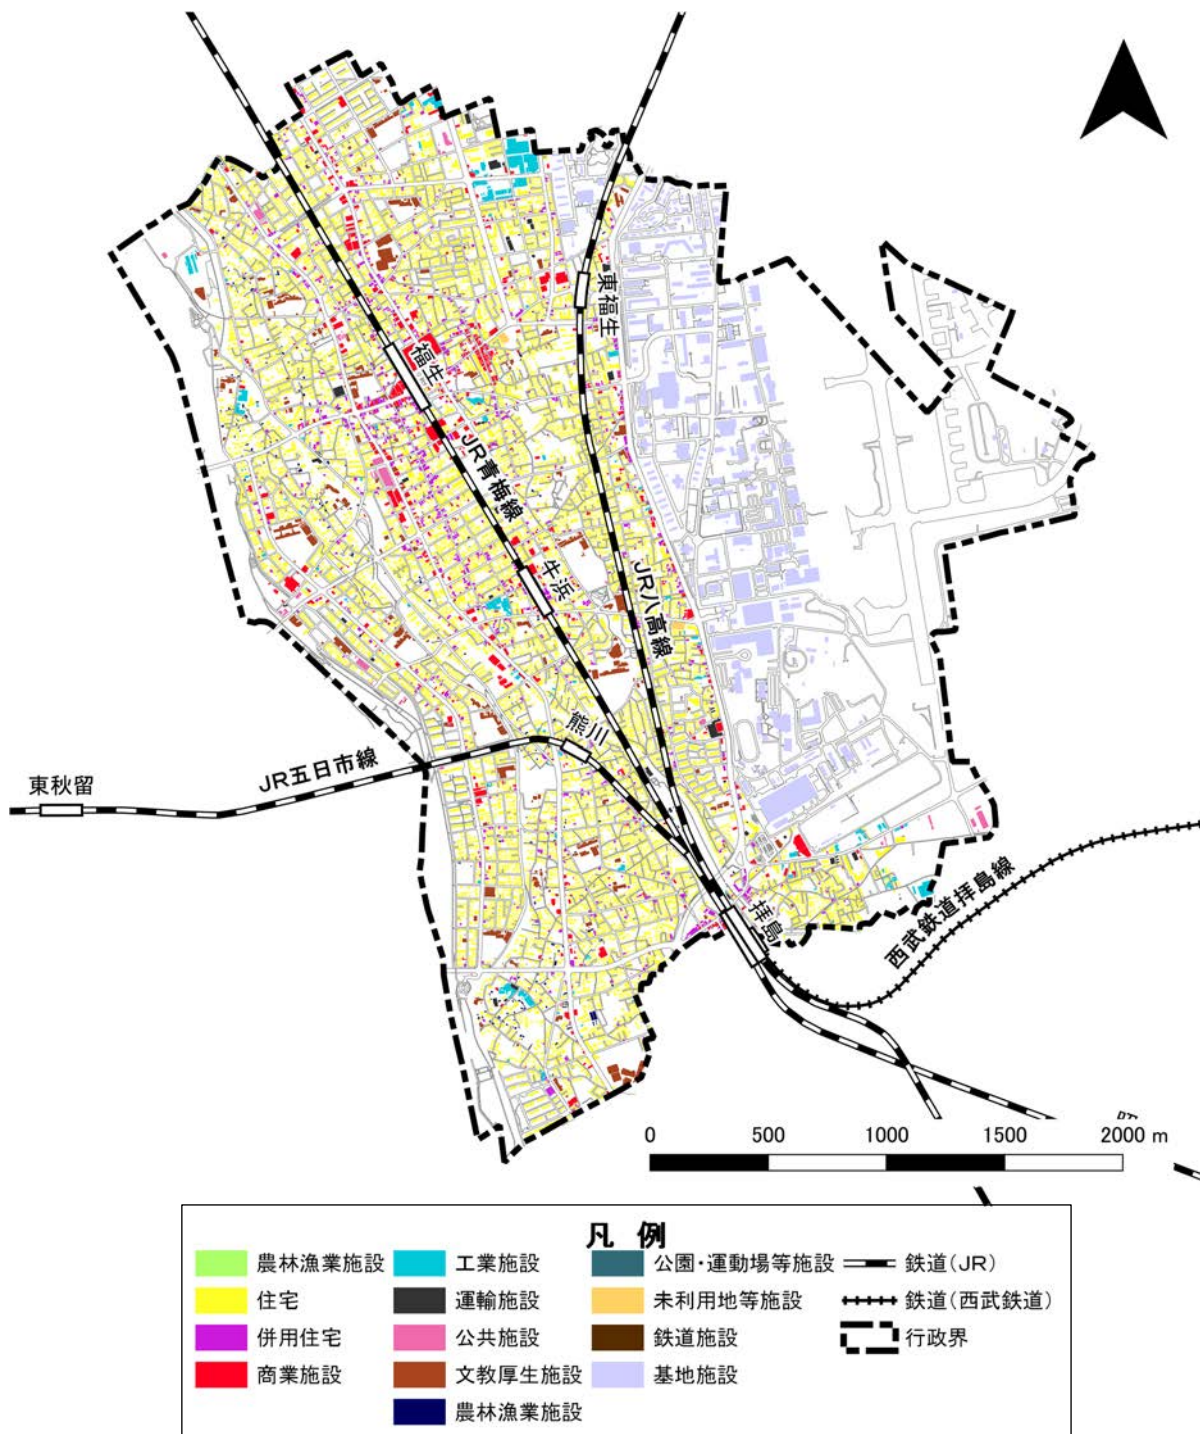 東福生
福生
JR青梅線
牛浜
JR八高線
熊川
JR五日市線
東秋留
拝島
西武鉄道拝島線
0 500 1000 1500 2000 m
凡 例
農林漁業施設
住宅
併用住宅
商業施設
工業施設
運輸施設
公共施設
文教厚生施設
農林漁業施設
公園・運動場等施設
未利用地等施設
鉄道施設
基地施設
鉄道(JR)
鉄道(西武鉄道)
行政界